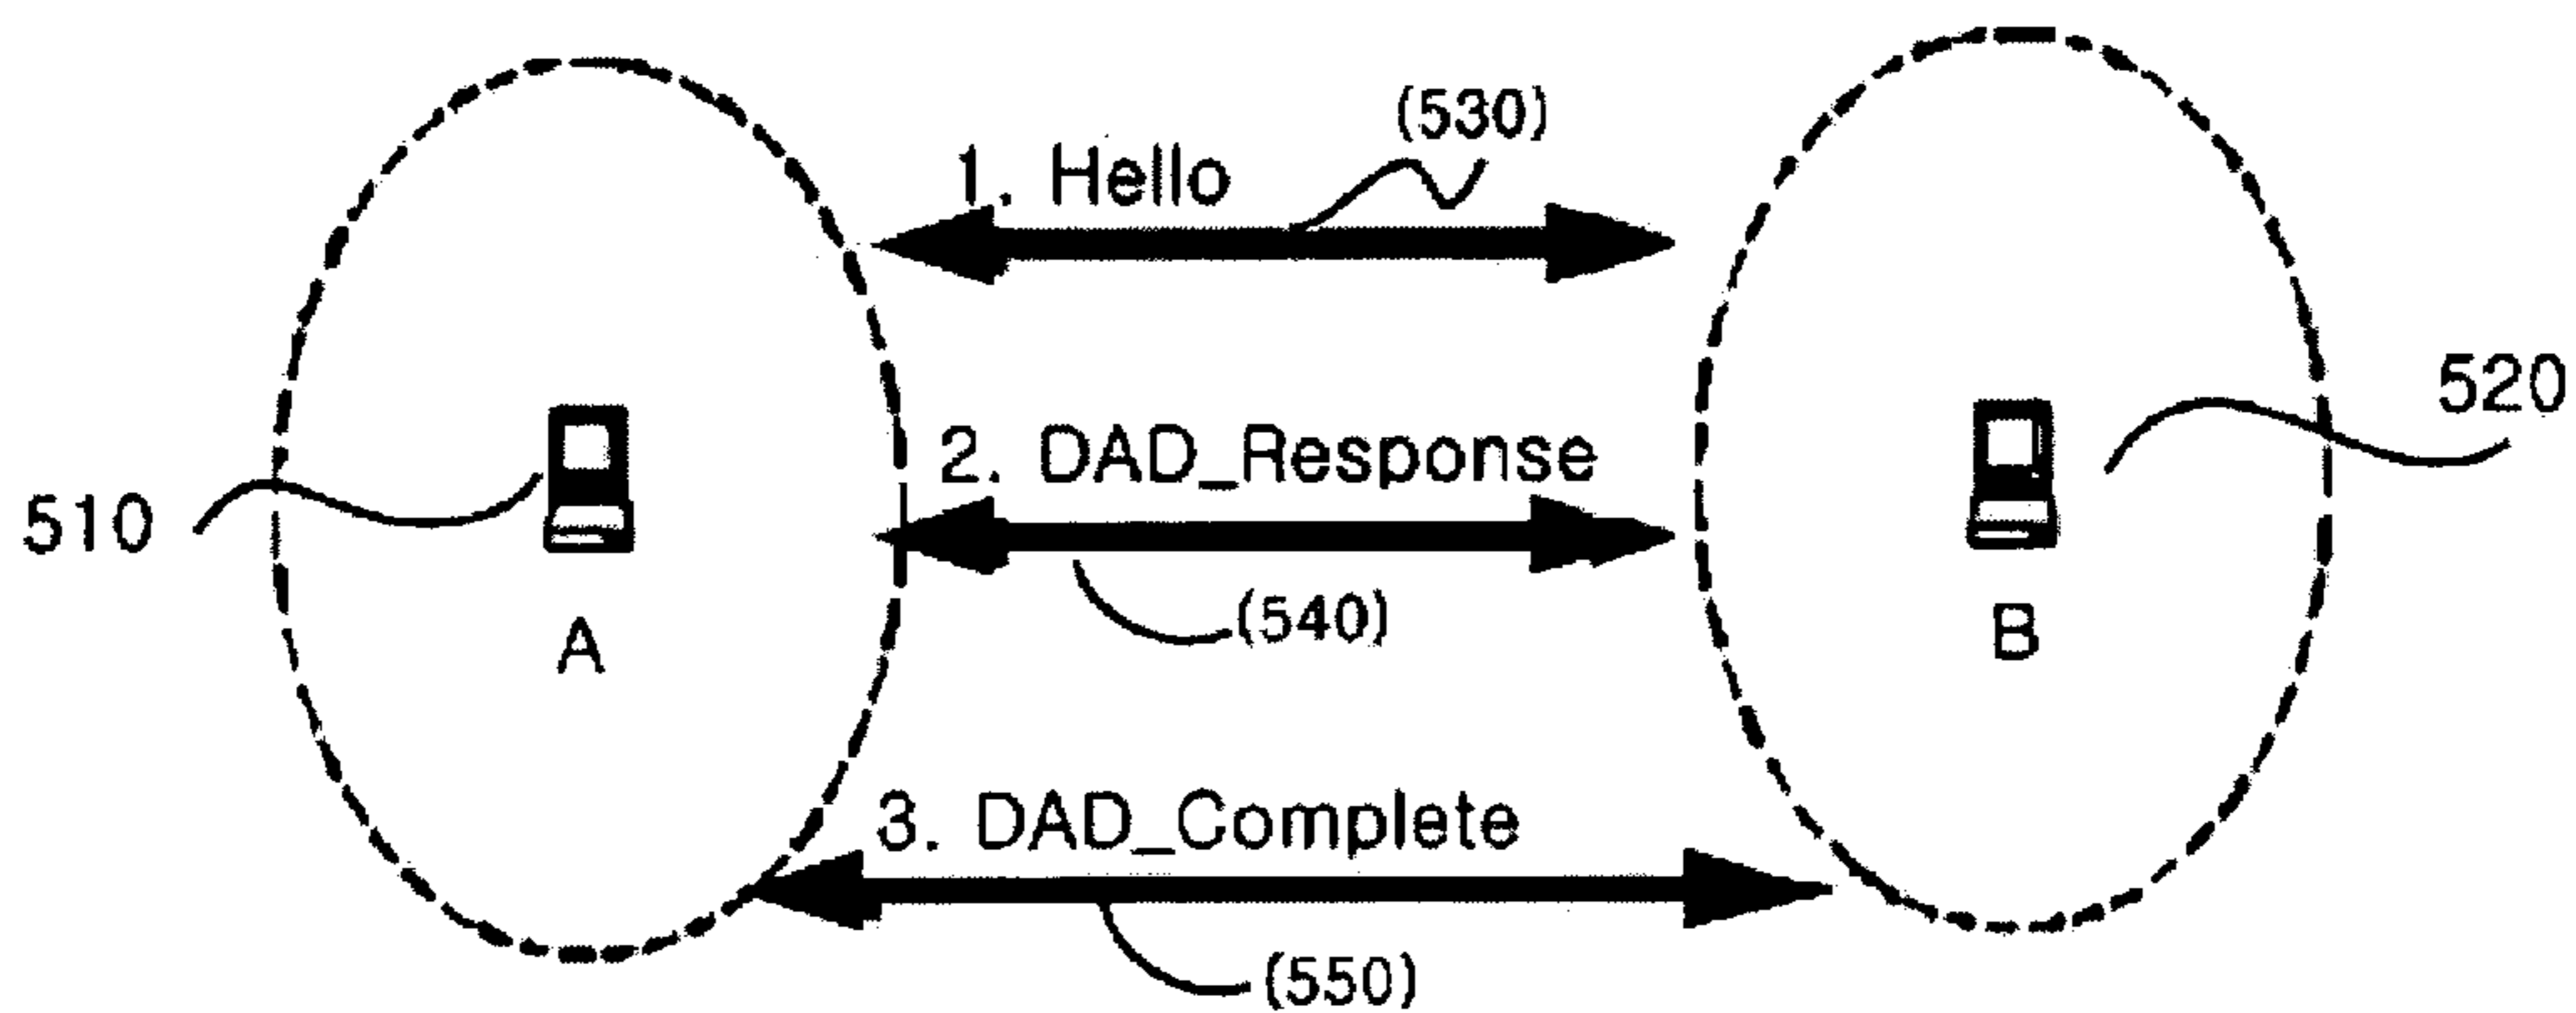 (530)
1. Hello
520
2. DAD_Response
510
(540)
A
B
3. DAD_Complete
(550)